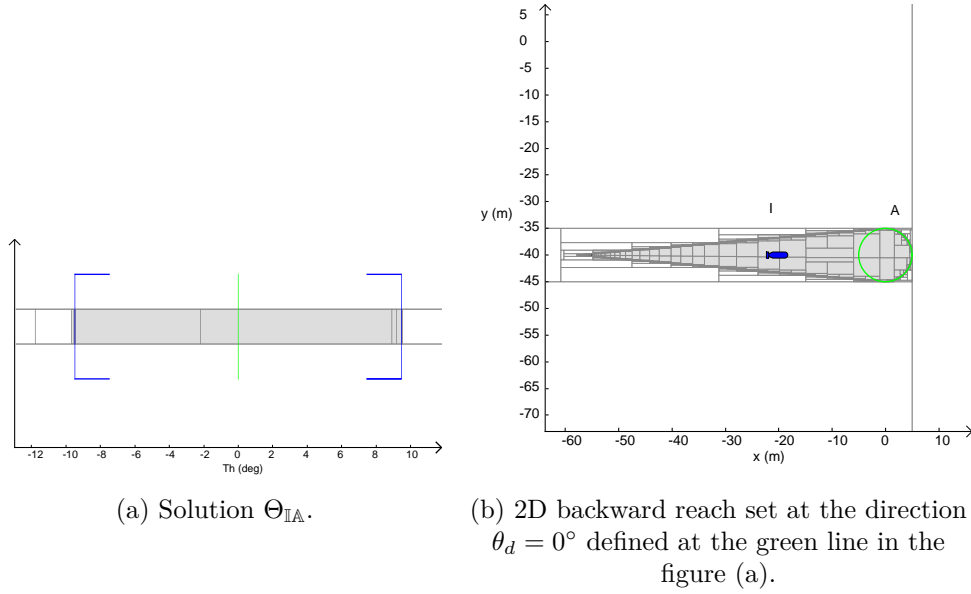 -12 -10 -8 -6 -4 -2 0 2 4 6 8 10
Th (deg)
(a) Solution Θ𝕀𝔸.
5
0
-5
-10
-15
-20
-25
-30
-35
-40
-45
-50
-55
-60
-65
-70
y (m)
I
A
-60 -50 -40 -30 -20 -10 0 10
x (m)
(b) 2D backward reach set at the direction
θd = 0° defined at the green line in the
figure (a).